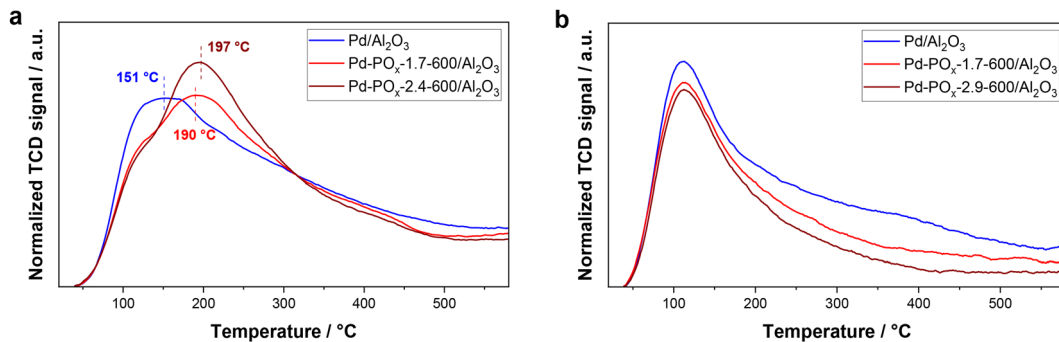 a
Normalized TCD signal / a.u.
197 °C
151 °C
190 °C
Pd/Al₂O₃
Pd-POₓ-1.7-600/Al₂O₃
Pd-POₓ-2.4-600/Al₂O₃
100 200 300 400 500
Temperature / °C
b
Normalized TCD signal / a.u.
Pd/Al₂O₃
Pd-POₓ-1.7-600/Al₂O₃
Pd-POₓ-2.9-600/Al₂O₃
100 200 300 400 500
Temperature / °C